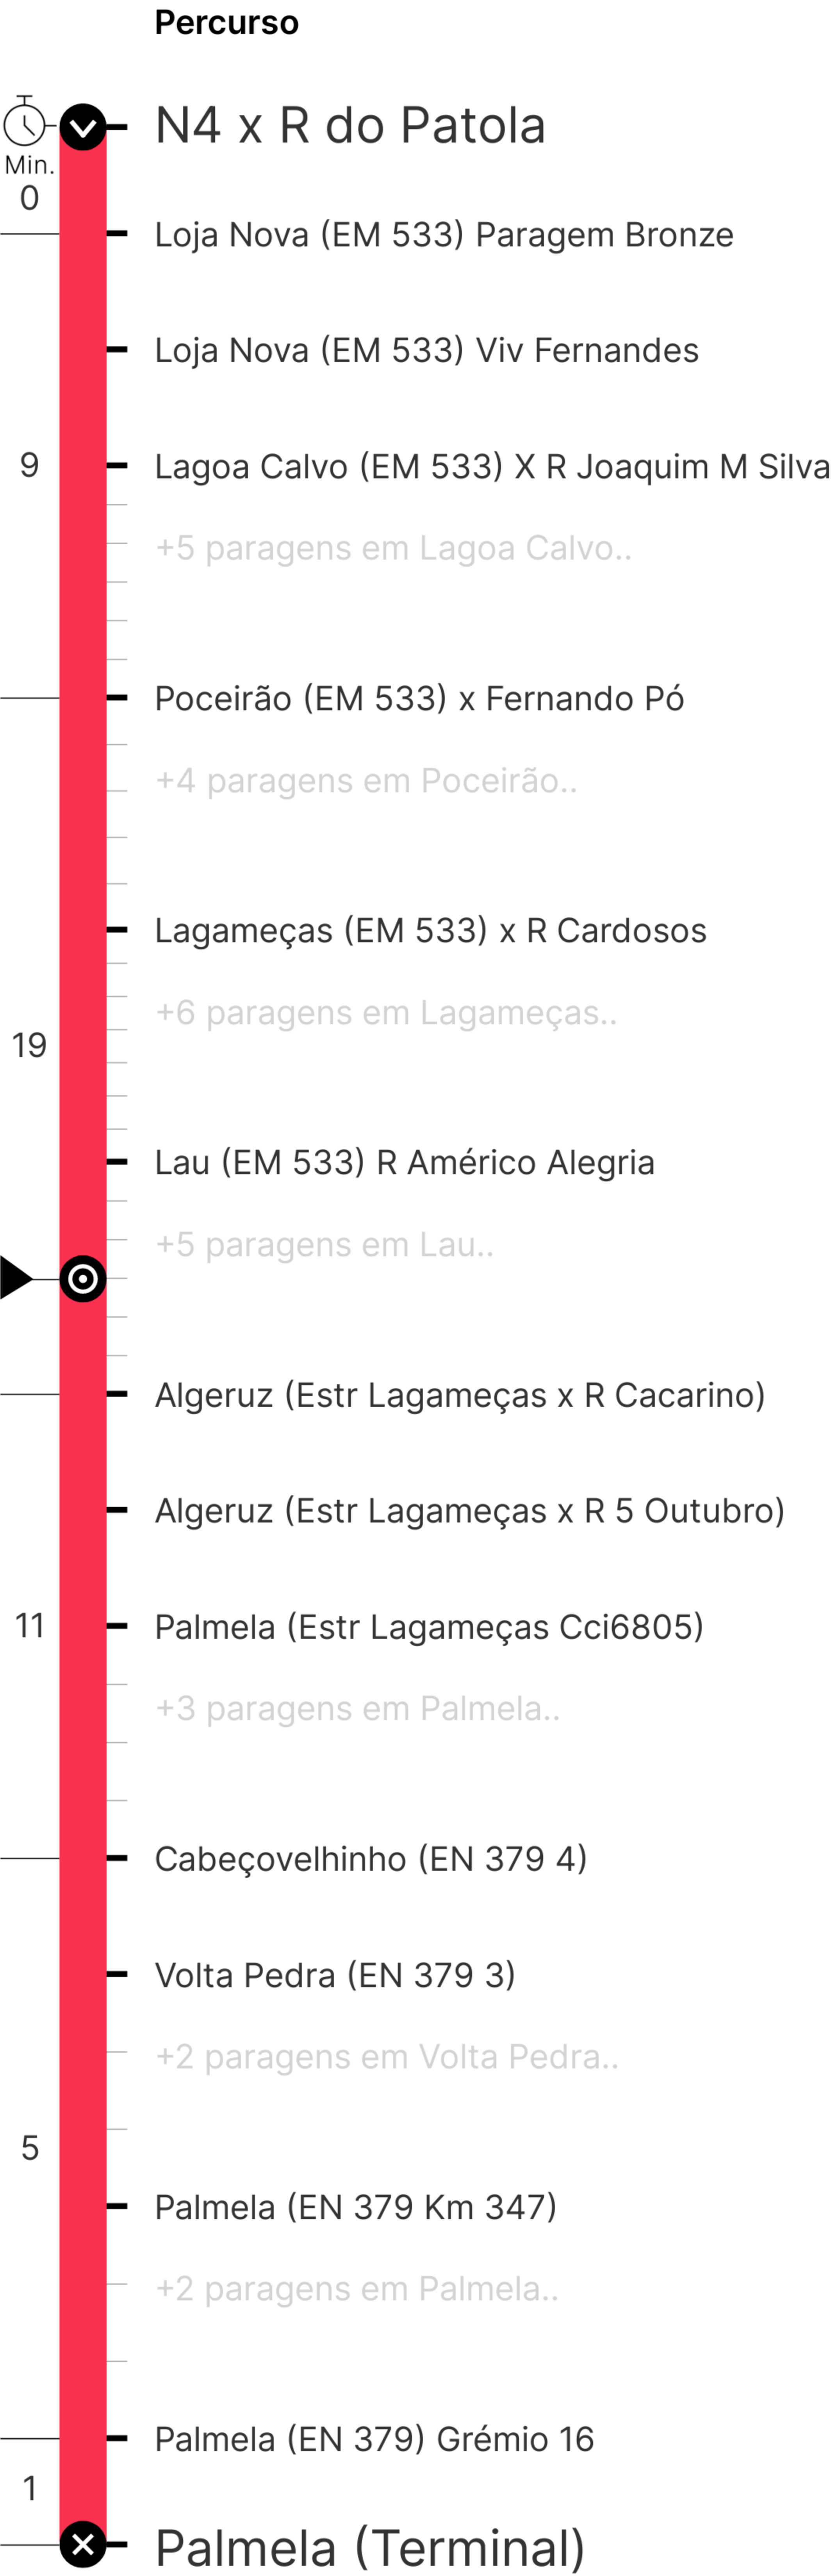 Percurso
N4 x R do Patola
Min.
0
Loja Nova (EM 533) Paragem Bronze
Loja Nova (EM 533) Viv Fernandes
9
Lagoa Calvo (EM 533) X R Joaquim M Silva
+5 paragens em Lagoa Calvo..
Poceirão (EM 533) x Fernando Pó
+4 paragens em Poceirão..
Lagameças (EM 533) x R Cardosos
+6 paragens em Lagameças..
19
Lau (EM 533) R Américo Alegria
+5 paragens em Lau..
Algeruz (Estr Lagameças x R Cacarino)
Algeruz (Estr Lagameças x R 5 Outubro)
11
Palmela (Estr Lagameças Cci6805)
+3 paragens em Palmela..
Cabeçovelhinho (EN 379 4)
Volta Pedra (EN 379 3)
+2 paragens em Volta Pedra..
5
Palmela (EN 379 Km 347)
+2 paragens em Palmela..
Palmela (EN 379) Grémio 16
1
Palmela (Terminal)